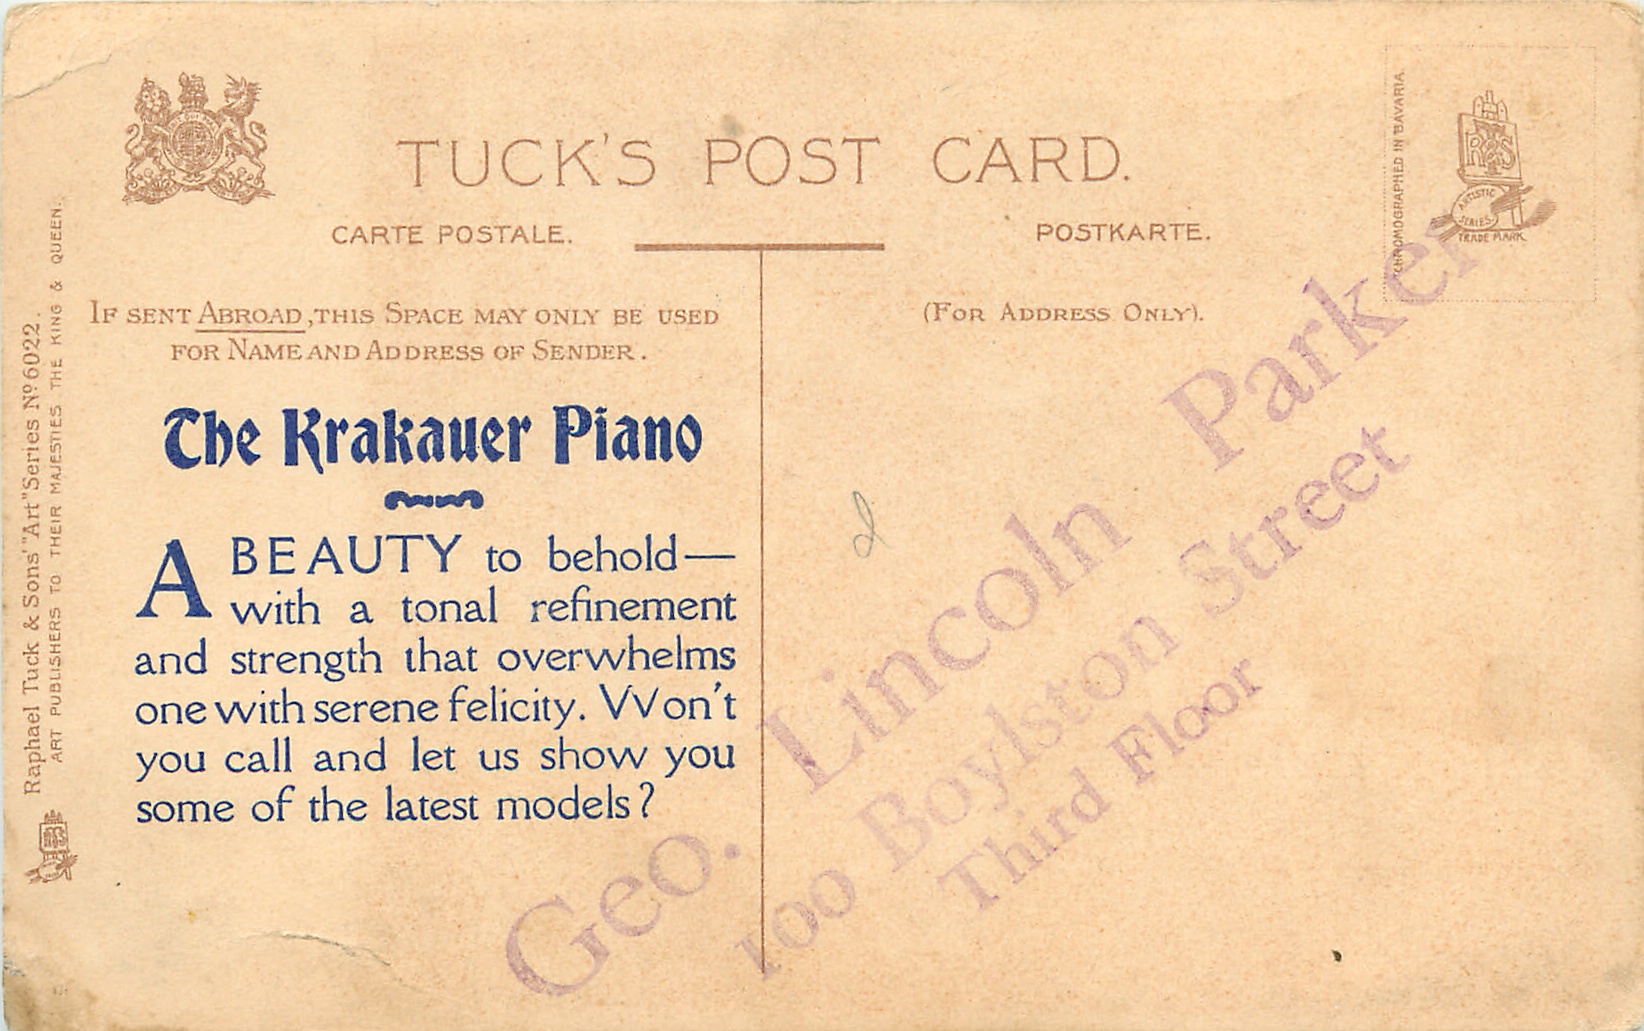 TUCK'S POST CARD.
CARTE POSTALE.
POSTKARTE.
CHROMOGRAPHED IN BAVARIA.
R T & S
ARTISTIC
SERIES
TRADE MARK
IF SENT ABROAD, THIS SPACE MAY ONLY BE USED
FOR NAME AND ADDRESS OF SENDER.
(FOR ADDRESS ONLY).
Raphael Tuck & Sons' "Art" Series Nº 6022.
ART PUBLISHERS TO THEIR MAJESTIES THE KING & QUEEN.
The Krakauer Piano
A BEAUTY to behold—
with a tonal refinement
and strength that overwhelms
one with serene felicity. Won't
you call and let us show you
some of the latest models?
Geo. Lincoln Parker
100 Boylston Street
Third Floor